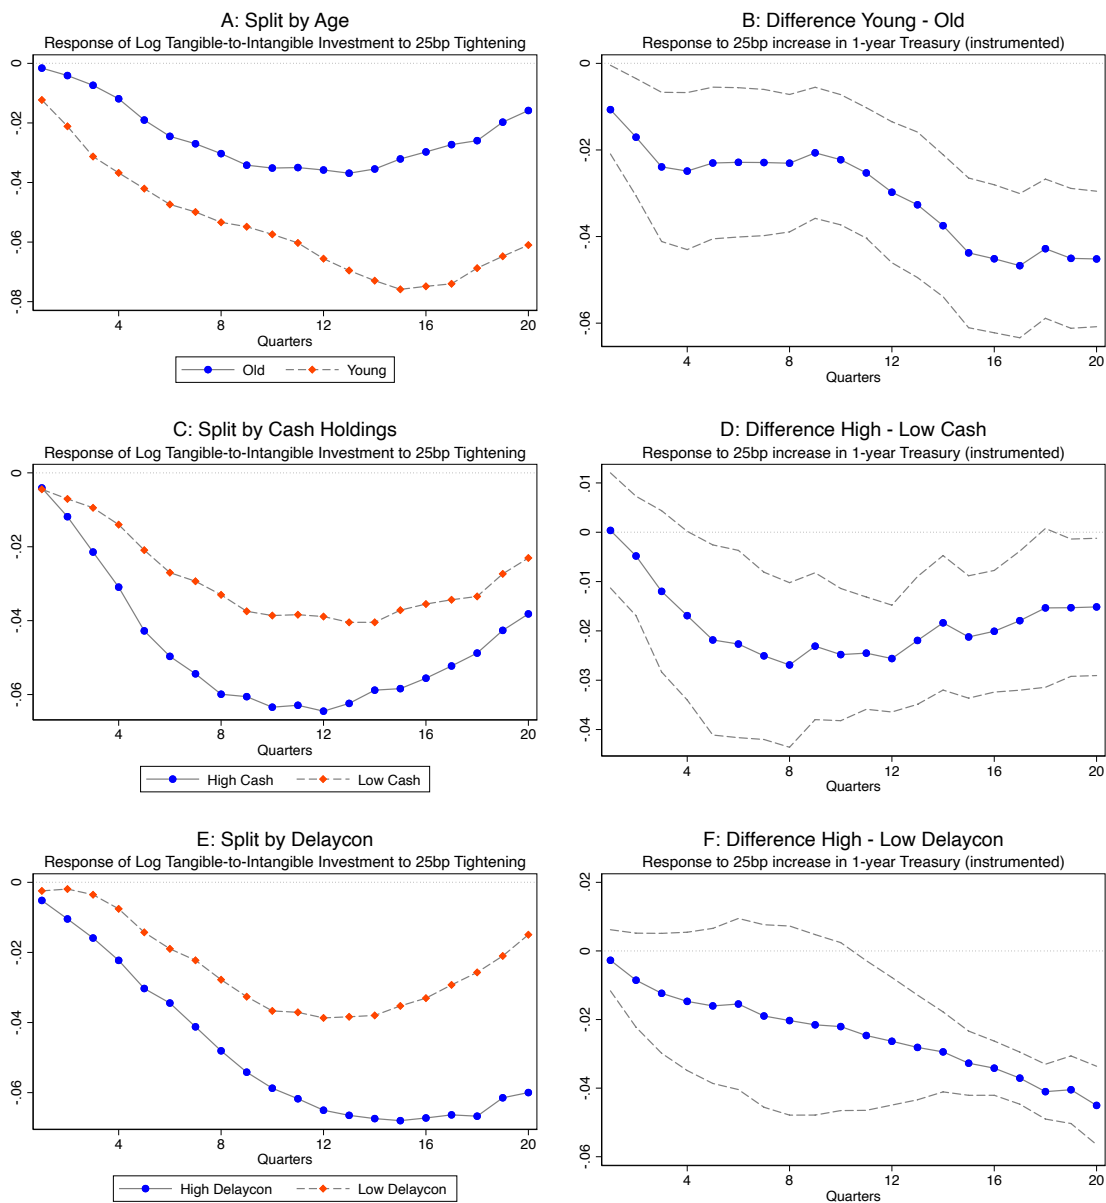 A: Split by Age
Response of Log Tangible-to-Intangible Investment to 25bp Tightening
0
-.02
-.04
-.06
-.08
4 8 12 16 20
Quarters
Old Young
B: Difference Young - Old
Response to 25bp increase in 1-year Treasury (instrumented)
0
-.02
-.04
-.06
4 8 12 16 20
Quarters
C: Split by Cash Holdings
Response of Log Tangible-to-Intangible Investment to 25bp Tightening
0
-.02
-.04
-.06
4 8 12 16 20
Quarters
High Cash Low Cash
D: Difference High - Low Cash
Response to 25bp increase in 1-year Treasury (instrumented)
.01
0
-.01
-.02
-.03
-.04
4 8 12 16 20
Quarters
E: Split by Delaycon
Response of Log Tangible-to-Intangible Investment to 25bp Tightening
0
-.02
-.04
-.06
4 8 12 16 20
Quarters
High Delaycon Low Delaycon
F: Difference High - Low Delaycon
Response to 25bp increase in 1-year Treasury (instrumented)
.02
0
-.02
-.04
-.06
4 8 12 16 20
Quarters